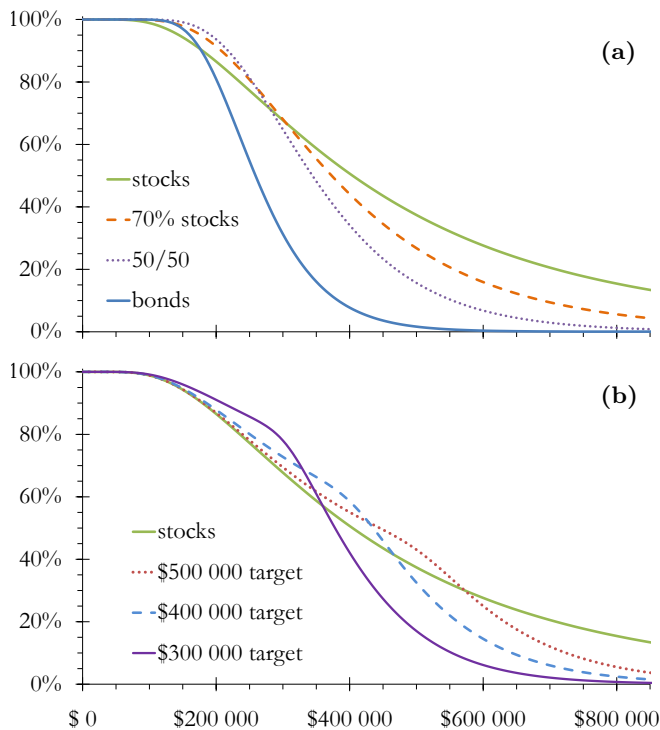 100%
(a)
80%
60%
40%
20%
0%
stocks
70% stocks
50/50
bonds
100%
(b)
80%
60%
40%
20%
0%
stocks
$500 000 target
$400 000 target
$300 000 target
$ 0 $200 000 $400 000 $600 000 $800 000